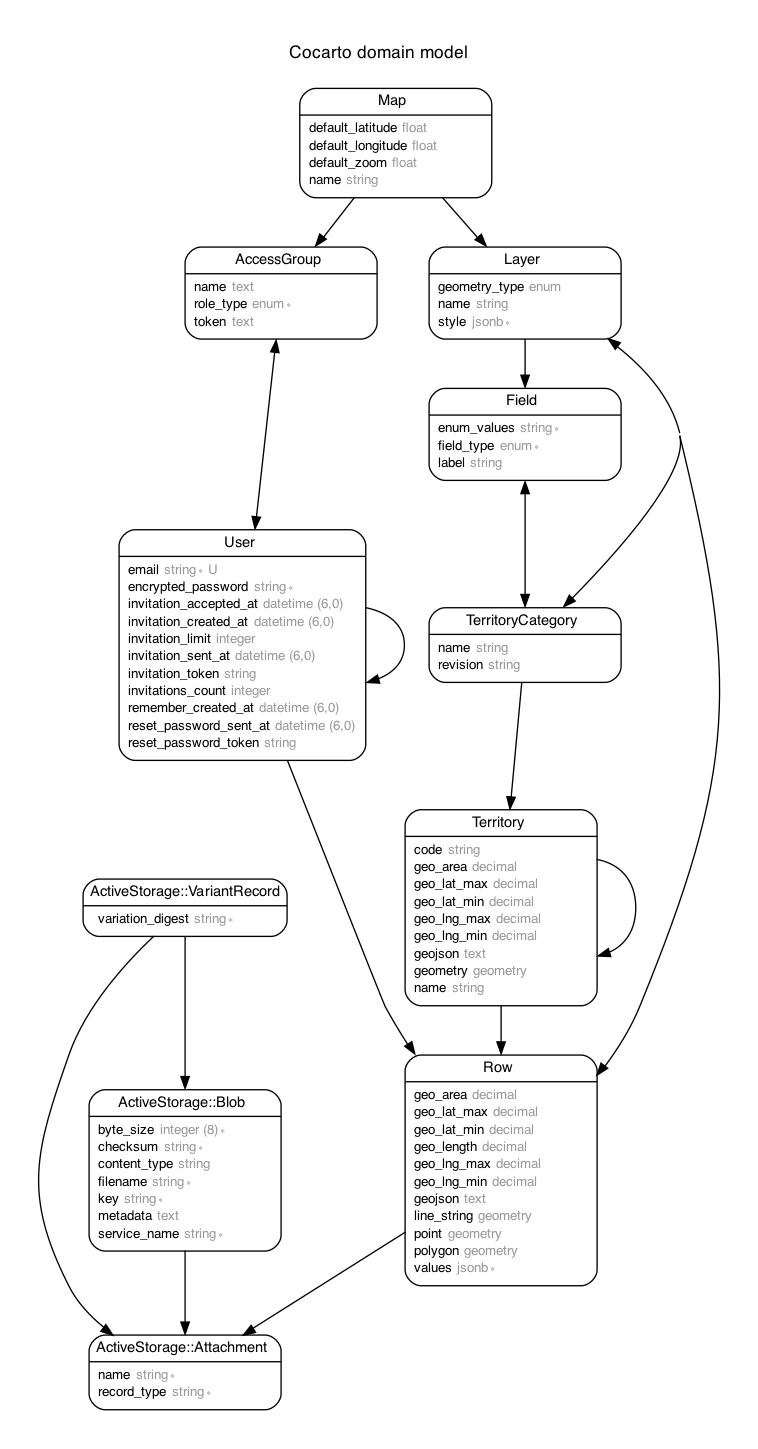 Cocarto domain model
Map
default_latitude float
default_longitude float
default_zoom float
name string
AccessGroup
name text
role_type enum ∗
token text
Layer
geometry_type enum
name string
style jsonb ∗
Field
enum_values string ∗
field_type enum ∗
label string
User
email string ∗ U
encrypted_password string ∗
invitation_accepted_at datetime (6,0)
invitation_created_at datetime (6,0)
invitation_limit integer
invitation_sent_at datetime (6,0)
invitation_token string
invitations_count integer
remember_created_at datetime (6,0)
reset_password_sent_at datetime (6,0)
reset_password_token string
TerritoryCategory
name string
revision string
Territory
code string
geo_area decimal
geo_lat_max decimal
geo_lat_min decimal
geo_lng_max decimal
geo_lng_min decimal
geojson text
geometry geometry
name string
ActiveStorage::VariantRecord
variation_digest string ∗
Row
geo_area decimal
geo_lat_max decimal
geo_lat_min decimal
geo_length decimal
geo_lng_max decimal
geo_lng_min decimal
geojson text
line_string geometry
point geometry
polygon geometry
values jsonb ∗
ActiveStorage::Blob
byte_size integer (8) ∗
checksum string ∗
content_type string
filename string ∗
key string ∗
metadata text
service_name string ∗
ActiveStorage::Attachment
name string ∗
record_type string ∗